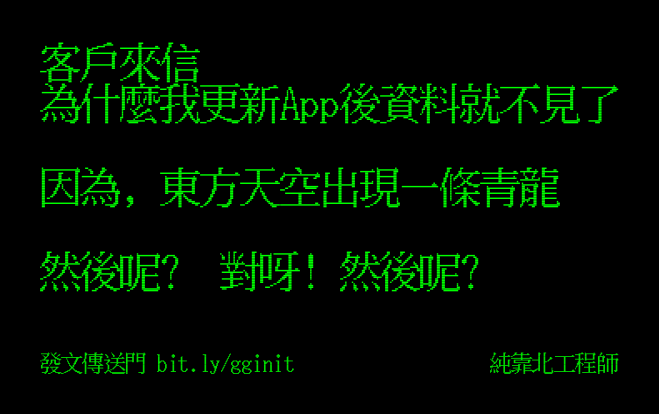 客戶來信
為什麼我更新App後資料就不見了
因為, 東方天空出現一條青龍
然後呢? 對呀! 然後呢?
發文傳送門 bit.ly/gginit
純靠北工程師